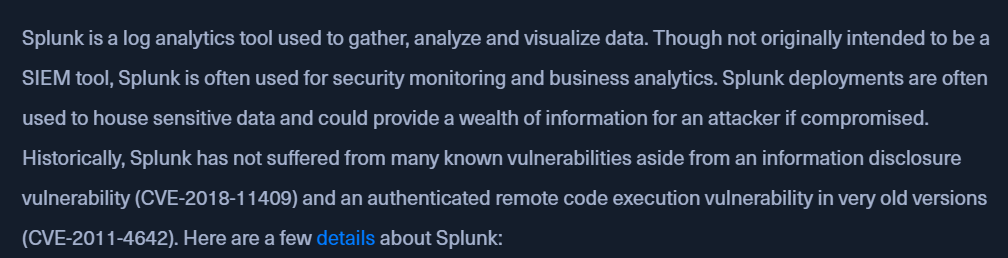 Splunk is a log analytics tool used to gather, analyze and visualize data. Though not originally intended to be a
SIEM tool, Splunk is often used for security monitoring and business analytics. Splunk deployments are often
used to house sensitive data and could provide a wealth of information for an attacker if compromised.
Historically, Splunk has not suffered from many known vulnerabilities aside from an information disclosure
vulnerability (CVE-2018-11409) and an authenticated remote code execution vulnerability in very old versions
(CVE-2011-4642). Here are a few details about Splunk: